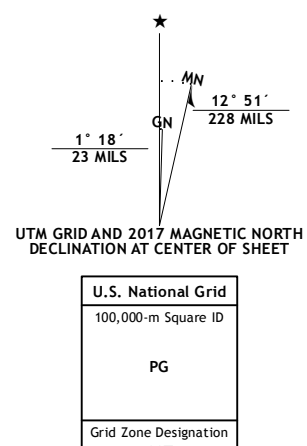 ★
MN
GN
12° 51´
228 MILS
1° 18´
23 MILS
UTM GRID AND 2017 MAGNETIC NORTH
DECLINATION AT CENTER OF SHEET
U.S. National Grid
100,000-m Square ID
PG
Grid Zone Designation